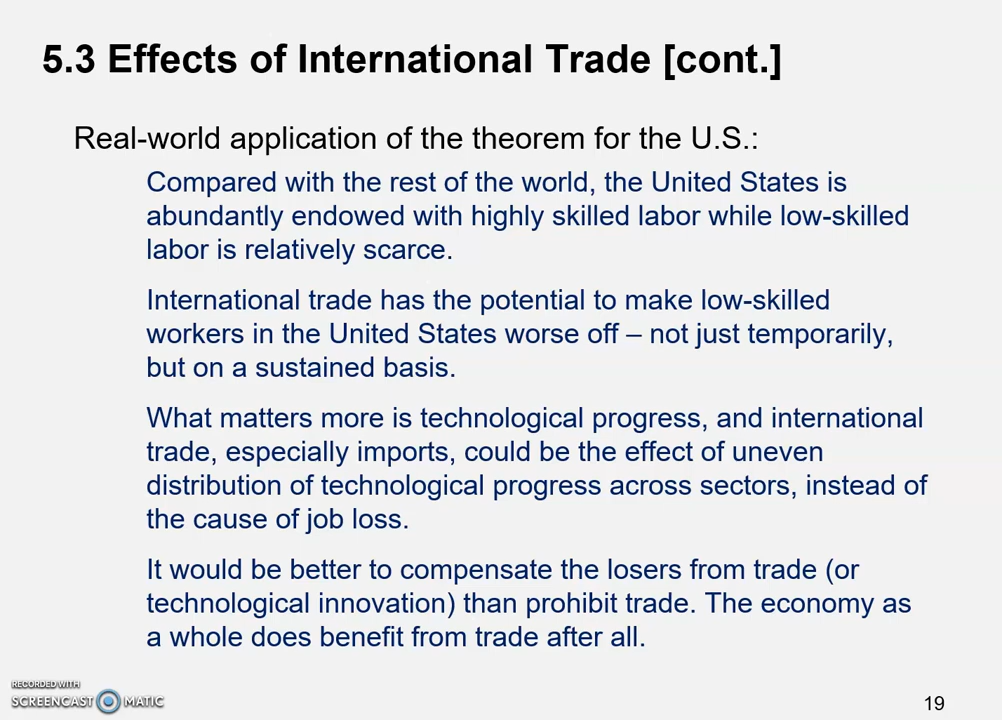 5.3 Effects of International Trade [cont.]
Real-world application of the theorem for the U.S.:
Compared with the rest of the world, the United States is
abundantly endowed with highly skilled labor while low-skilled
labor is relatively scarce.
International trade has the potential to make low-skilled
workers in the United States worse off – not just temporarily,
but on a sustained basis.
What matters more is technological progress, and international
trade, especially imports, could be the effect of uneven
distribution of technological progress across sectors, instead of
the cause of job loss.
It would be better to compensate the losers from trade (or
technological innovation) than prohibit trade. The economy as
a whole does benefit from trade after all.
RECORDED WITH
SCREENCAST MATIC
19